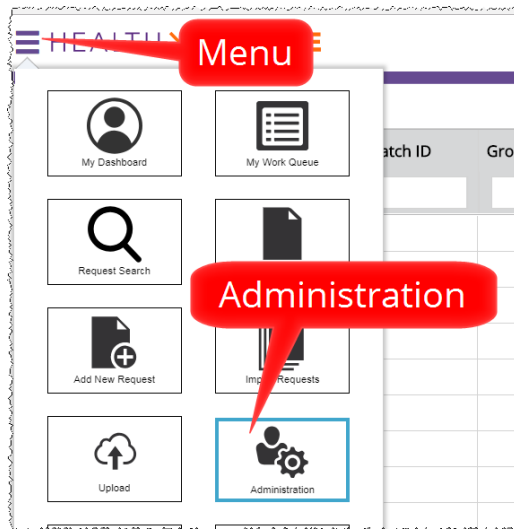 HEALTH
Menu
My Dashboard
My Work Queue
atch ID
Gro
Request Search
Administration
Add New Request
Requests
Upload
Administration